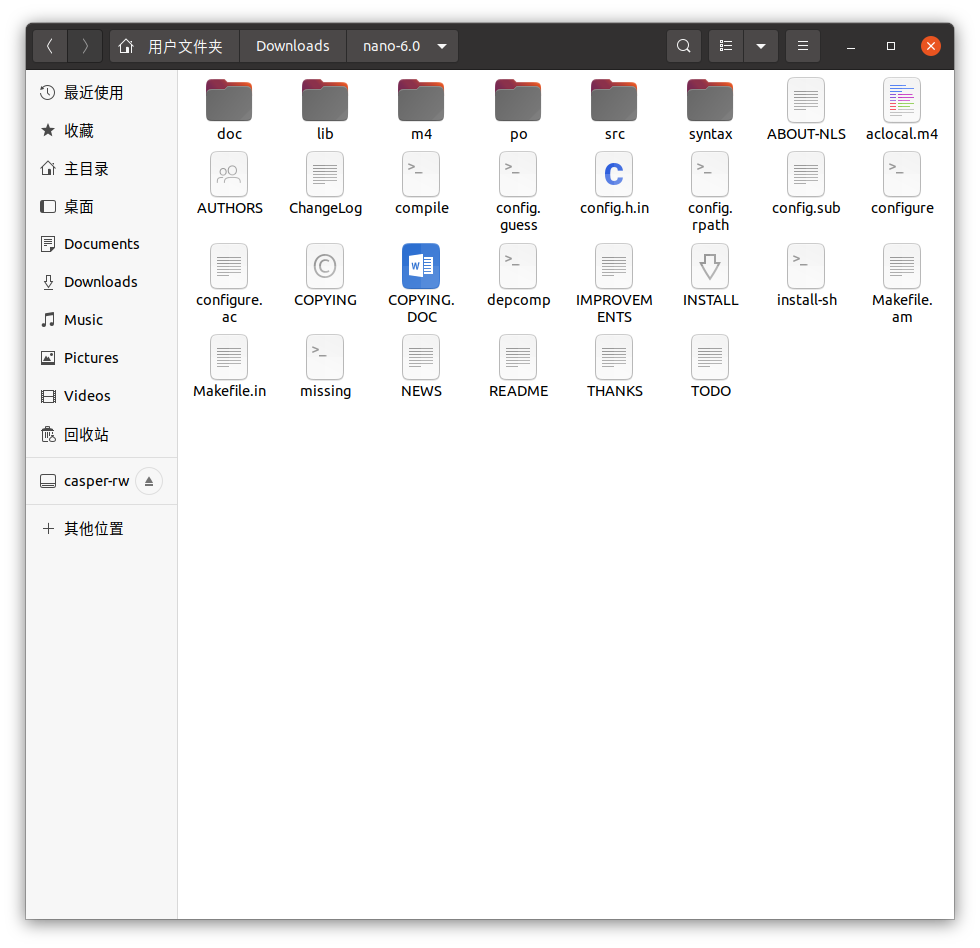 用户文件夹 Downloads nano-6.0
最近使用
收藏
主目录
桌面
Documents
Downloads
Music
Pictures
Videos
回收站
casper-rw
其他位置
doc lib m4 po src syntax ABOUT-NLS aclocal.m4
AUTHORS ChangeLog compile config. config.h.in config. config.sub configure
guess rpath
configure. COPYING COPYING. depcomp IMPROVEM INSTALL install-sh Makefile.
ac DOC ENTS am
Makefile.in missing NEWS README THANKS TODO